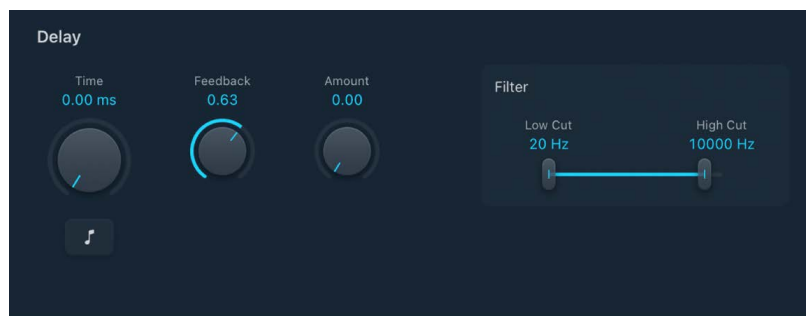 Delay
Time
0.00 ms
Feedback
0.63
Amount
0.00
Filter
Low Cut
20 Hz
High Cut
10000 Hz